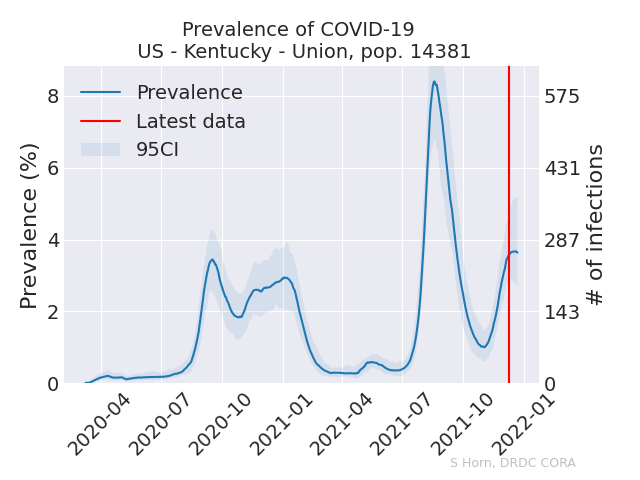 Prevalence of COVID-19
US - Kentucky - Union, pop. 14381
Prevalence
Latest data
95CI
Prevalence (%)
8
6
4
2
0
575
431
287
143
0
# of infections
2020-04
2020-07
2020-10
2021-01
2021-04
2021-07
2021-10
2022-01
S Horn, DRDC CORA